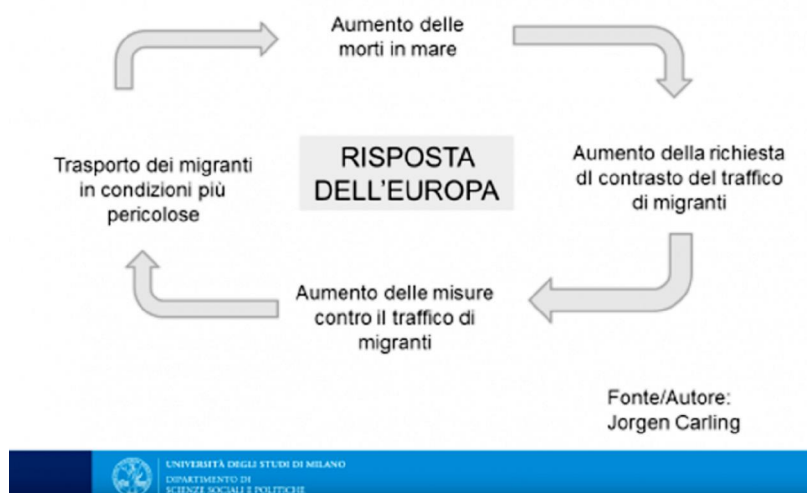 Aumento delle
morti in mare
Trasporto dei migranti
in condizioni più
pericolose
RISPOSTA
DELL'EUROPA
Aumento della richiesta
dI contrasto del traffico
di migranti
Aumento delle misure
contro il traffico di
migranti
Fonte/Autore:
Jorgen Carling
UNIVERSITÀ DEGLI STUDI DI MILANO
DIPARTIMENTO DI
SCIENZE SOCIALI E POLITICHE